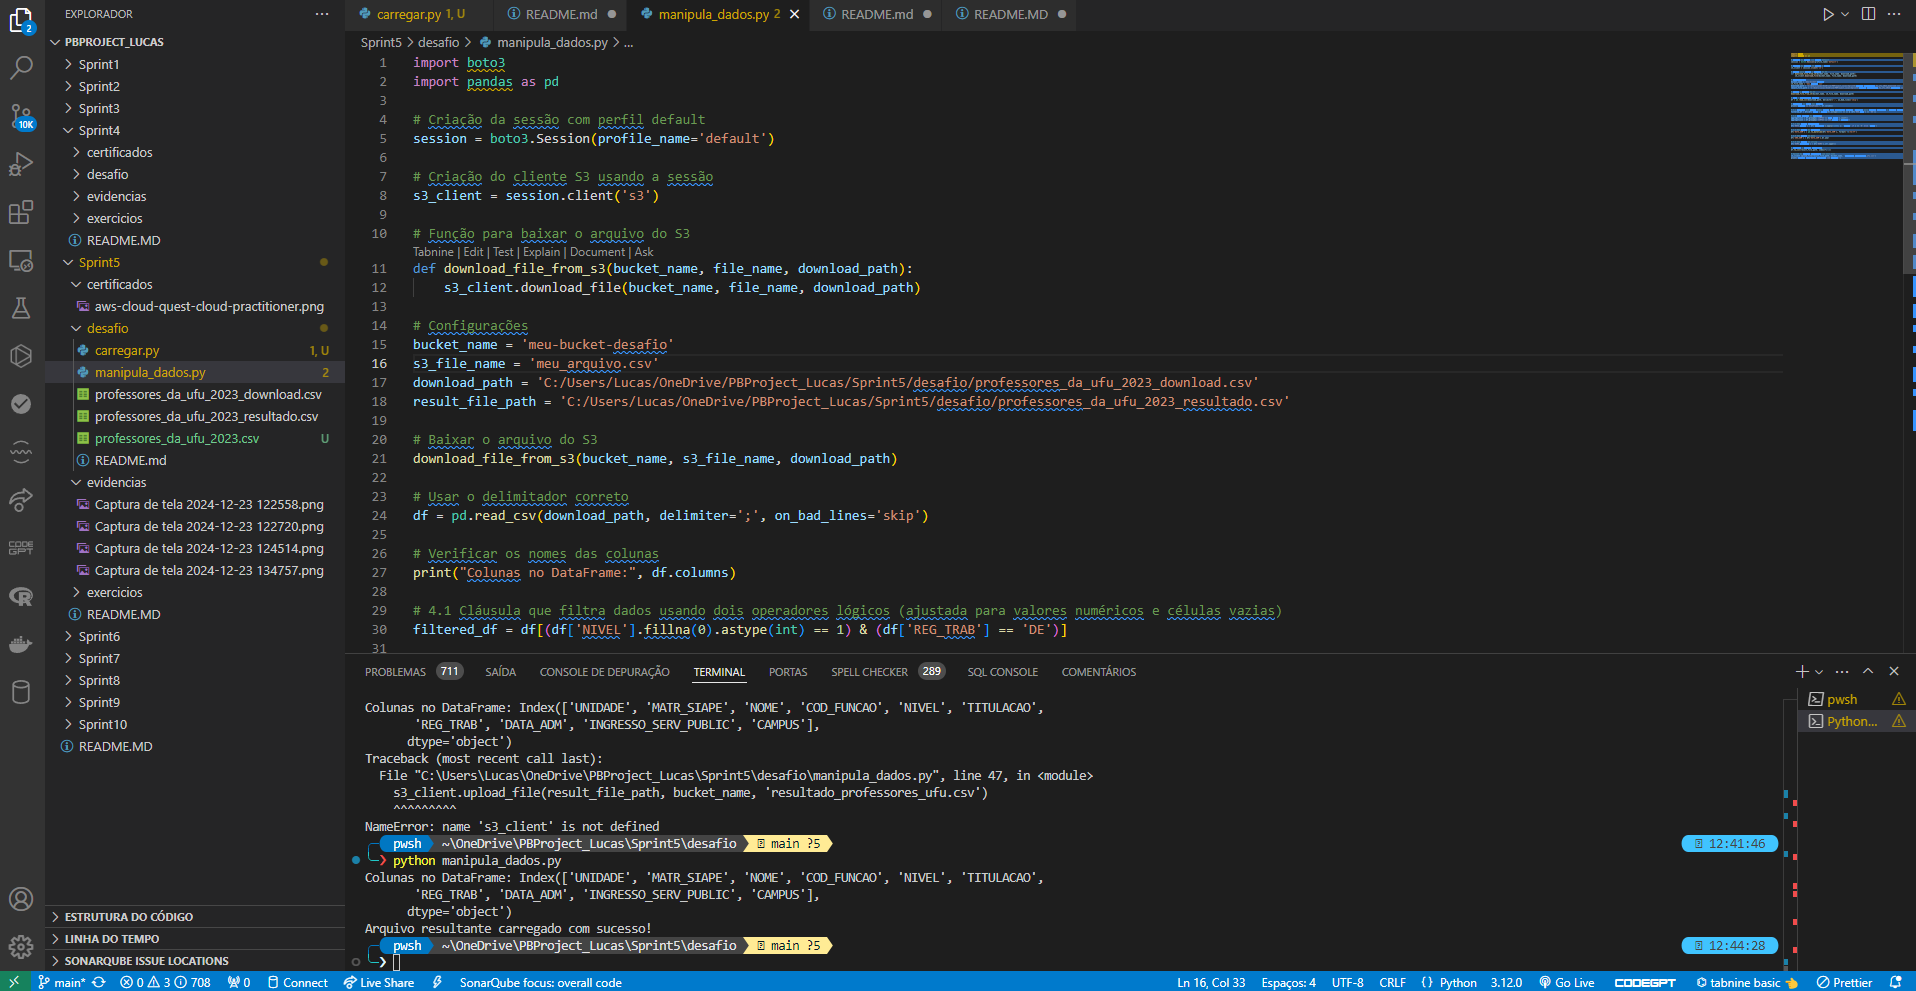 EXPLORADOR
PBPROJECT_LUCAS
Sprint1
Sprint2
Sprint3
Sprint4
certificados
desafio
evidencias
exercicios
README.MD
Sprint5
certificados
aws-cloud-quest-cloud-practitioner.png
desafio
carregar.py 1, U
manipula_dados.py 2
professores_da_ufu_2023_download.csv
professores_da_ufu_2023_resultado.csv
professores_da_ufu_2023.csv U
README.md
evidencias
Captura de tela 2024-12-23 122558.png
Captura de tela 2024-12-23 122720.png
Captura de tela 2024-12-23 124514.png
Captura de tela 2024-12-23 134757.png
exercicios
README.MD
Sprint6
Sprint7
Sprint8
Sprint9
Sprint10
README.MD
ESTRUTURA DO CÓDIGO
LINHA DO TEMPO
SONARQUBE ISSUE LOCATIONS
2
10K
CODE GPT
carregar.py 1, U README.md manipula_dados.py 2 README.md README.MD
Sprint5 > desafio > manipula_dados.py > ...
1 import boto3
2 import pandas as pd
3
4 # Criação da sessão com perfil default
5 session = boto3.Session(profile_name='default')
6
7 # Criação do cliente S3 usando a sessão
8 s3_client = session.client('s3')
9
10 # Função para baixar o arquivo do S3
Tabnine | Edit | Test | Explain | Document | Ask
11 def download_file_from_s3(bucket_name, file_name, download_path):
12 s3_client.download_file(bucket_name, file_name, download_path)
13
14 # Configurações
15 bucket_name = 'meu-bucket-desafio'
16 s3_file_name = 'meu_arquivo.csv'
17 download_path = 'C:/Users/Lucas/OneDrive/PBProject_Lucas/Sprint5/desafio/professores_da_ufu_2023_download.csv'
18 result_file_path = 'C:/Users/Lucas/OneDrive/PBProject_Lucas/Sprint5/desafio/professores_da_ufu_2023_resultado.csv'
19
20 # Baixar o arquivo do S3
21 download_file_from_s3(bucket_name, s3_file_name, download_path)
22
23 # Usar o delimitador correto
24 df = pd.read_csv(download_path, delimiter=';', on_bad_lines='skip')
25
26 # Verificar os nomes das colunas
27 print("Colunas no DataFrame:", df.columns)
28
29 # 4.1 Cláusula que filtra dados usando dois operadores lógicos (ajustada para valores numéricos e células vazias)
30 filtered_df = df[(df['NIVEL'].fillna(0).astype(int) == 1) & (df['REG_TRAB'] == 'DE')]
31
PROBLEMAS 711 SAÍDA CONSOLE DE DEPURAÇÃO TERMINAL PORTAS SPELL CHECKER 289 SQL CONSOLE COMENTÁRIOS
Colunas no DataFrame: Index(['UNIDADE', 'MATR_SIAPE', 'NOME', 'COD_FUNCAO', 'NIVEL', 'TITULACAO',
'REG_TRAB', 'DATA_ADM', 'INGRESSO_SERV_PUBLIC', 'CAMPUS'],
dtype='object')
Traceback (most recent call last):
File "C:\Users\Lucas\OneDrive\PBProject_Lucas\Sprint5\desafio\manipula_dados.py", line 47, in <module>
s3_client.upload_file(result_file_path, bucket_name, 'resultado_professores_ufu.csv')
^^^^^^^^^
NameError: name 's3_client' is not defined
pwsh ~\OneDrive\PBProject_Lucas\Sprint5\desafio main ?5 12:41:46
python manipula_dados.py
Colunas no DataFrame: Index(['UNIDADE', 'MATR_SIAPE', 'NOME', 'COD_FUNCAO', 'NIVEL', 'TITULACAO',
'REG_TRAB', 'DATA_ADM', 'INGRESSO_SERV_PUBLIC', 'CAMPUS'],
dtype='object')
Arquivo resultante carregado com sucesso!
pwsh ~\OneDrive\PBProject_Lucas\Sprint5\desafio main ?5 12:44:28
pwsh
Python...
main* 0 3 708 0 Connect Live Share SonarQube focus: overall code Ln 16, Col 33 Espaços: 4 UTF-8 CRLF { } Python 3.12.0 Go Live CODEGPT tabnine basic Prettier